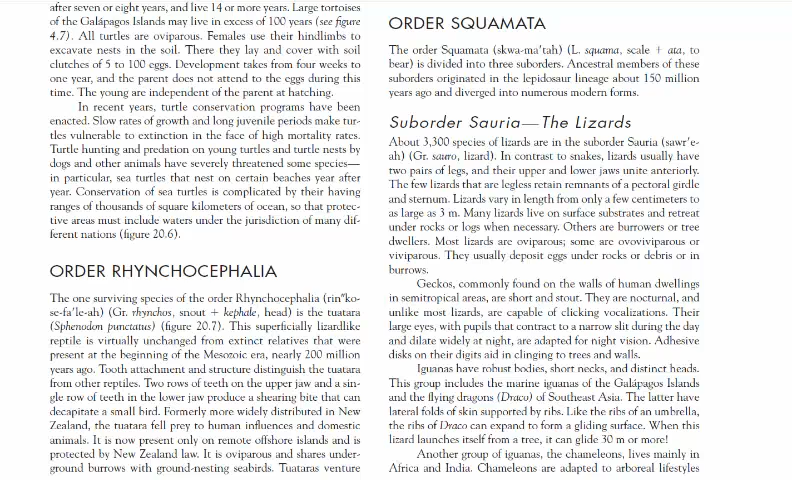 after seven or eight years, and live 14 or more years. Large tortoises
of the Galápagos Islands may live in excess of 100 years (see figure
4.7). All turtles are oviparous. Females use their hindlimbs to
excavate nests in the soil. There they lay and cover with soil
clutches of 5 to 100 eggs. Development takes from four weeks to
one year, and the parent does not attend to the eggs during this
time. The young are independent of the parent at hatching.
In recent years, turtle conservation programs have been
enacted. Slow rates of growth and long juvenile periods make tur-
tles vulnerable to extinction in the face of high mortality rates.
Turtle hunting and predation on young turtles and turtle nests by
dogs and other animals have severely threatened some species—
in particular, sea turtles that nest on certain beaches year after
year. Conservation of sea turtles is complicated by their having
ranges of thousands of square kilometers of ocean, so that protec-
tive areas must include waters under the jurisdiction of many dif-
ferent nations (figure 20.6).
ORDER RHYNCHOCEPHALIA
The one surviving species of the order Rhynchocephalia (rin″ko-
se-fa′le-ah) (Gr. rhynchos, snout + kephale, head) is the tuatara
(Sphenodon punctatus) (figure 20.7). This superficially lizardlike
reptile is virtually unchanged from extinct relatives that were
present at the beginning of the Mesozoic era, nearly 200 million
years ago. Tooth attachment and structure distinguish the tuatara
from other reptiles. Two rows of teeth on the upper jaw and a sin-
gle row of teeth in the lower jaw produce a shearing bite that can
decapitate a small bird. Formerly more widely distributed in New
Zealand, the tuatara fell prey to human influences and domestic
animals. It is now present only on remote offshore islands and is
protected by New Zealand law. It is oviparous and shares under-
ground burrows with ground-nesting seabirds. Tuataras venture
ORDER SQUAMATA
The order Squamata (skwa-ma′tah) (L. squama, scale + ata, to
bear) is divided into three suborders. Ancestral members of these
suborders originated in the lepidosaur lineage about 150 million
years ago and diverged into numerous modern forms.
Suborder Sauria—The Lizards
About 3,300 species of lizards are in the suborder Sauria (sawr′e-
ah) (Gr. sauro, lizard). In contrast to snakes, lizards usually have
two pairs of legs, and their upper and lower jaws unite anteriorly.
The few lizards that are legless retain remnants of a pectoral girdle
and sternum. Lizards vary in length from only a few centimeters to
as large as 3 m. Many lizards live on surface substrates and retreat
under rocks or logs when necessary. Others are burrowers or tree
dwellers. Most lizards are oviparous; some are ovoviviparous or
viviparous. They usually deposit eggs under rocks or debris or in
burrows.
Geckos, commonly found on the walls of human dwellings
in semitropical areas, are short and stout. They are nocturnal, and
unlike most lizards, are capable of clicking vocalizations. Their
large eyes, with pupils that contract to a narrow slit during the day
and dilate widely at night, are adapted for night vision. Adhesive
disks on their digits aid in clinging to trees and walls.
Iguanas have robust bodies, short necks, and distinct heads.
This group includes the marine iguanas of the Galápagos Islands
and the flying dragons (Draco) of Southeast Asia. The latter have
lateral folds of skin supported by ribs. Like the ribs of an umbrella,
the ribs of Draco can expand to form a gliding surface. When this
lizard launches itself from a tree, it can glide 30 m or more!
Another group of iguanas, the chameleons, lives mainly in
Africa and India. Chameleons are adapted to arboreal lifestyles